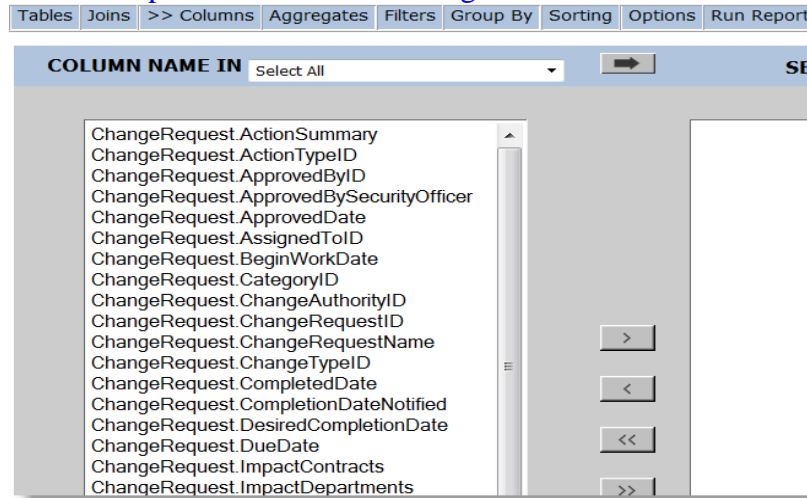 Tables Joins >> Columns Aggregates Filters Group By Sorting Options Run Report
COLUMN NAME IN Select All
ChangeRequest.ActionSummary
ChangeRequest.ActionTypeID
ChangeRequest.ApprovedByID
ChangeRequest.ApprovedBySecurityOfficer
ChangeRequest.ApprovedDate
ChangeRequest.AssignedToID
ChangeRequest.BeginWorkDate
ChangeRequest.CategoryID
ChangeRequest.ChangeAuthorityID
ChangeRequest.ChangeRequestID
ChangeRequest.ChangeRequestName
ChangeRequest.ChangeTypeID
ChangeRequest.CompletedDate
ChangeRequest.CompletionDateNotified
ChangeRequest.DesiredCompletionDate
ChangeRequest.DueDate
ChangeRequest.ImpactContracts
ChangeRequest.ImpactDepartments
>
<
<<
>>